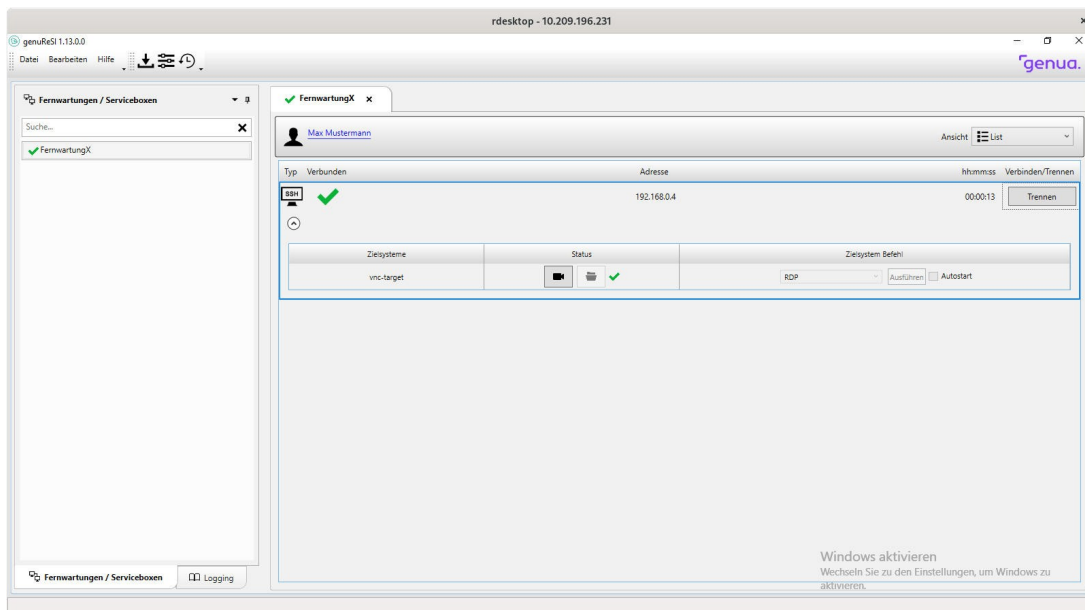 rdesktop - 10.209.196.231
genuReSI 1.13.0.0
Datei Bearbeiten Hilfe
genua.
Fernwartungen / Serviceboxen
Suche...
FernwartungX
FernwartungX x
Max Mustermann
Ansicht List
Typ Verbunden Adresse hh:mm:ss Verbinden/Trennen
SSH 192.168.0.4 00:00:13 Trennen
Zielsysteme Status Zielsystem Befehl
vnc-target RDP Ausführen Autostart
Fernwartungen / Serviceboxen Logging
Windows aktivieren
Wechseln Sie zu den Einstellungen, um Windows zu
aktivieren.